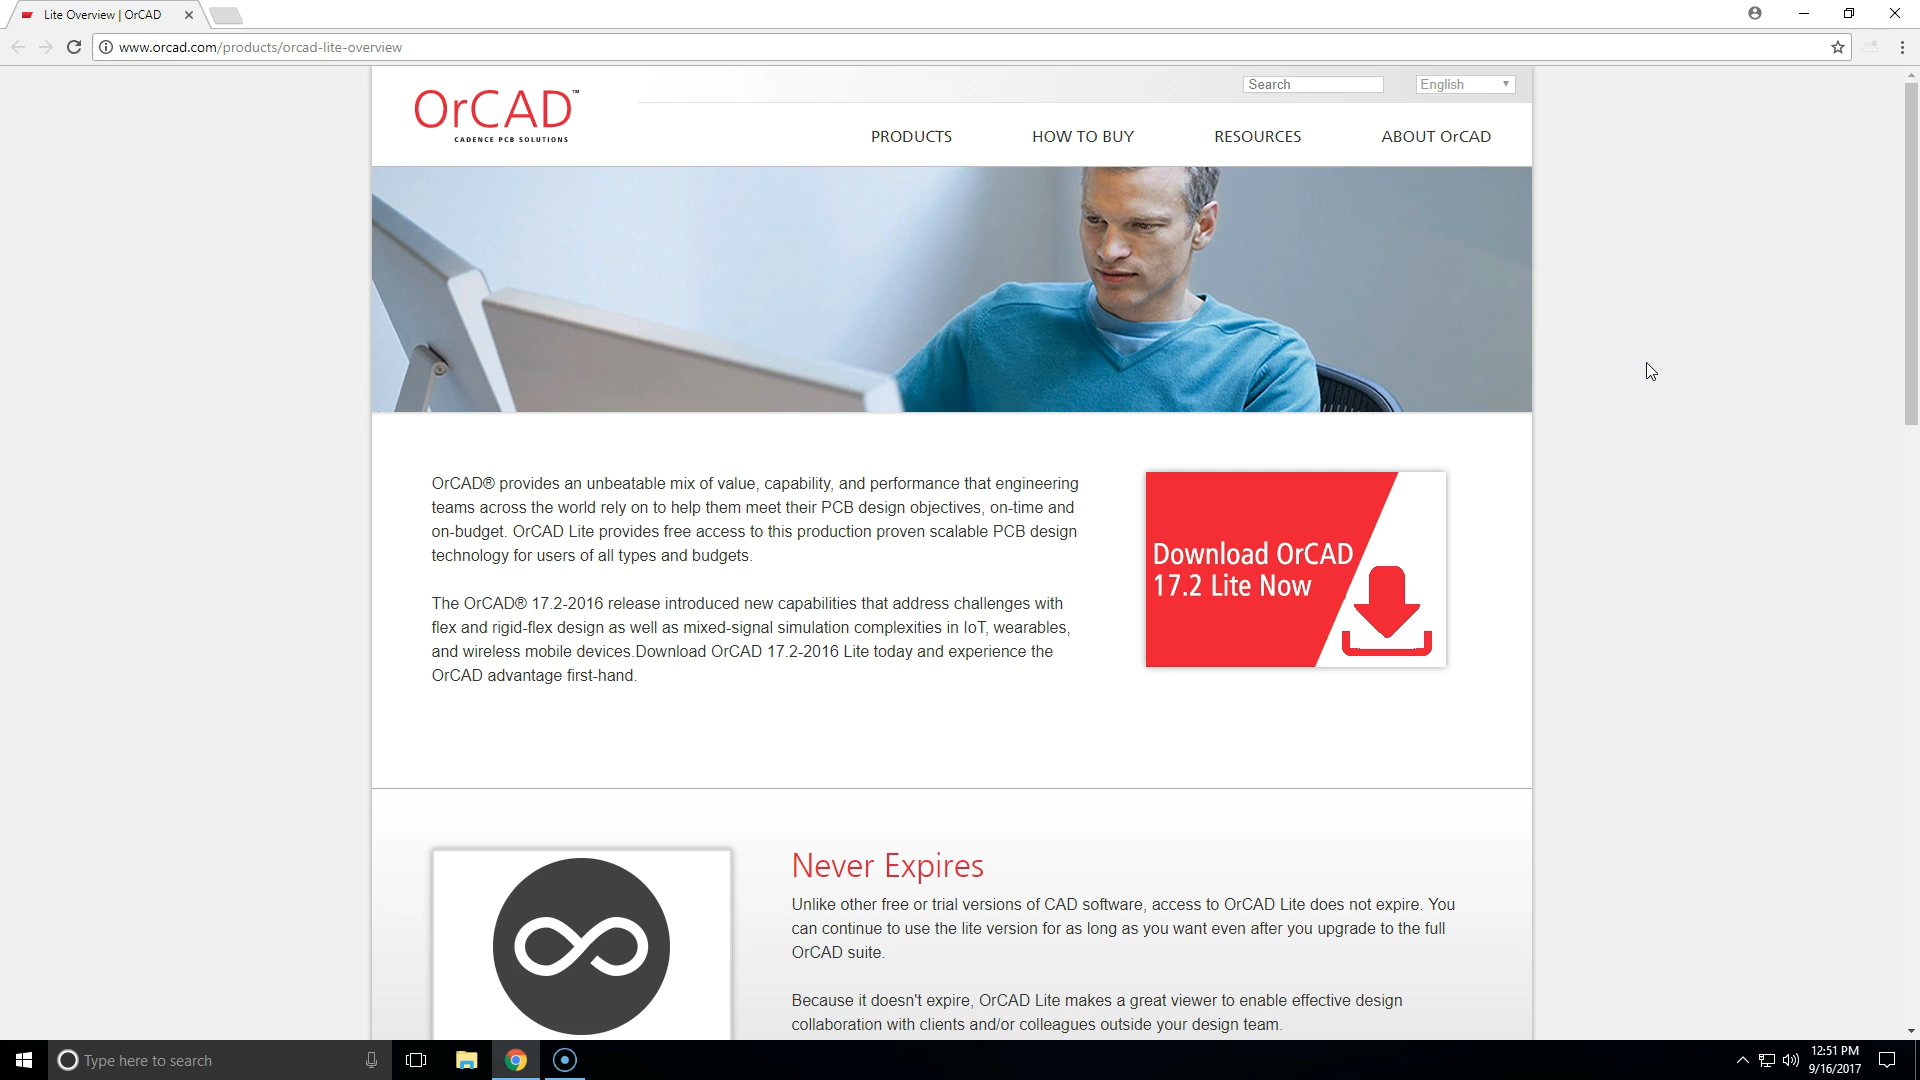 Lite Overview | OrCAD
www.orcad.com/products/orcad-lite-overview
Search
English
OrCAD™
CADENCE PCB SOLUTIONS
PRODUCTS
HOW TO BUY
RESOURCES
ABOUT OrCAD
OrCAD® provides an unbeatable mix of value, capability, and performance that engineering
teams across the world rely on to help them meet their PCB design objectives, on-time and
on-budget. OrCAD Lite provides free access to this production proven scalable PCB design
technology for users of all types and budgets.
The OrCAD® 17.2-2016 release introduced new capabilities that address challenges with
flex and rigid-flex design as well as mixed-signal simulation complexities in IoT, wearables,
and wireless mobile devices.Download OrCAD 17.2-2016 Lite today and experience the
OrCAD advantage first-hand.
Download OrCAD
17.2 Lite Now
Never Expires
Unlike other free or trial versions of CAD software, access to OrCAD Lite does not expire. You
can continue to use the lite version for as long as you want even after you upgrade to the full
OrCAD suite.
Because it doesn't expire, OrCAD Lite makes a great viewer to enable effective design
collaboration with clients and/or colleagues outside your design team.
Type here to search
12:51 PM
9/16/2017